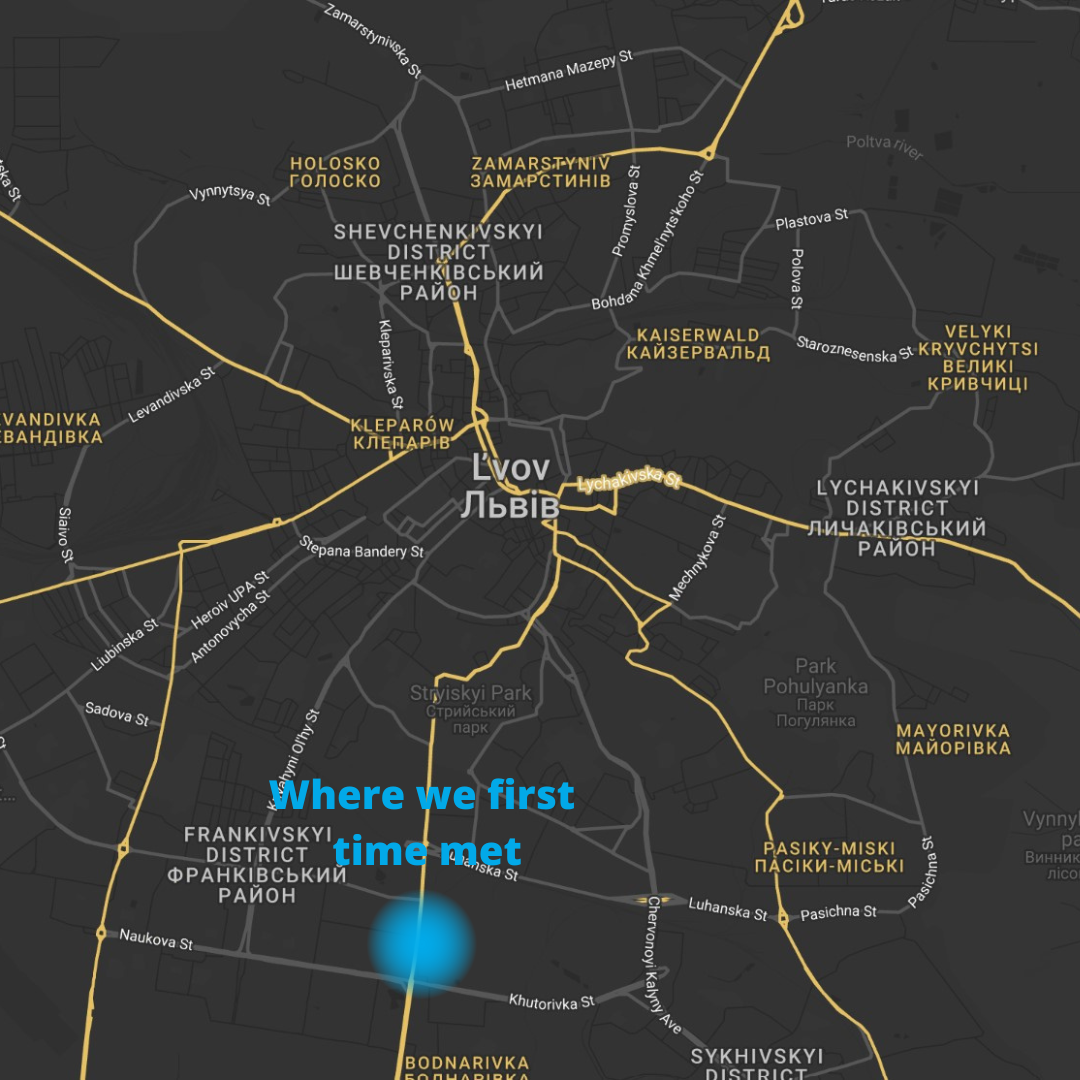 Zamarstynivska St
Hetmana Mazepy St
Poltva river
HOLOSKO
ГОЛОСКО
ZAMARSTYNIV
ЗАМАРСТИНІВ
Vynnytsya St
Promyslova St
Bohdana Khmel'nyts'koho St
Plastova St
SHEVCHENKIVSKYI
DISTRICT
ШЕВЧЕНКІВСЬКИЙ
РАЙОН
Polova St
Kleparivska St
KAISERWALD
КАЙЗЕРВАЛЬД
Staroznesenska St
VELYKI
KRYVCHYTSI
ВЕЛИКІ
КРИВЧИЦІ
Levandivska St
EVANDIVKA
ЕВАНДІВКА
KLEPARÓW
КЛЕПАРІВ
L'vov
Львів
Lychakivska St
LYCHAKIVSKYI
DISTRICT
ЛИЧАКІВСЬКИЙ
РАЙОН
Siaivo St
Stepana Bandery St
Mechnykova St
Heroiv UPA St
Antonovycha St
Liubinska St
Sadova St
Stryiskyi Park
Стрийський
парк
Park
Pohulyanka
Парк
Погулянка
MAYORIVKA
МАЙОРІВКА
Where we first
time met
FRANKIVSKYI
DISTRICT
ФРАНКІВСЬКИЙ
РАЙОН
PASIKY-MISKI
ПАСІКИ-МІСЬКІ
Pasichna St
Luhanska St
Pasichna St
Naukova St
Khutorivka St
Chervonoyi Kalyny Ave
BODNARIVKA
БОДНАРІВКА
SYKHIVSKYI
DISTRICT